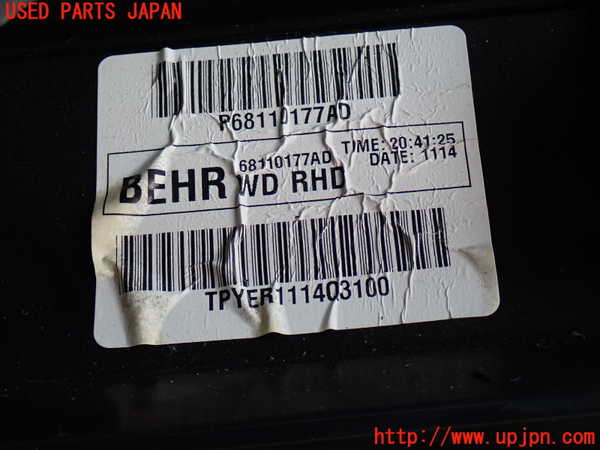 USED PARTS JAPAN
P68110177AD
68110177AD
TIME: 20:41:25
BEHR WD RHD
DATE: 1114
TPYER111403100
http://www.upjpn.com/